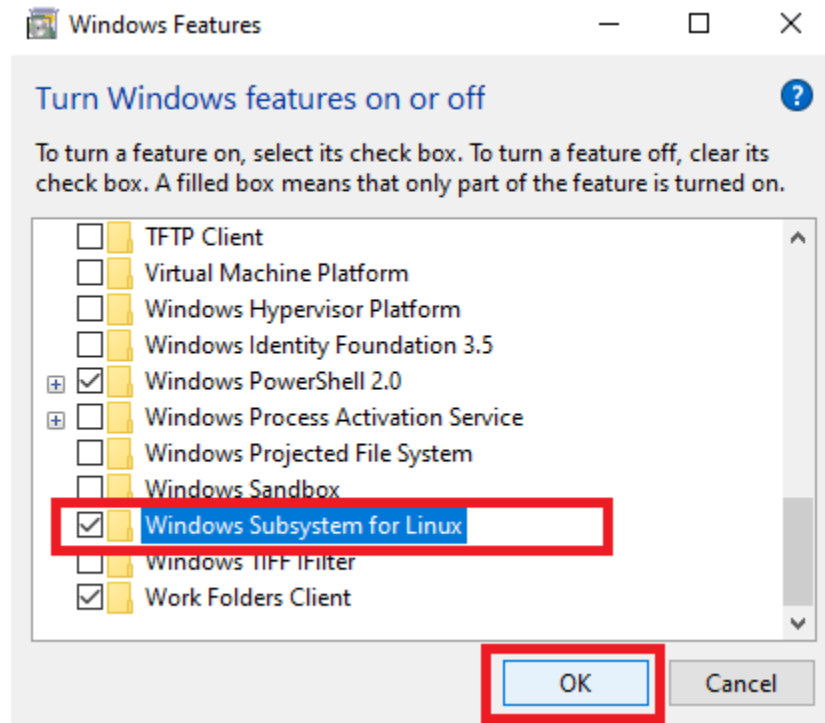 Windows Features
Turn Windows features on or off
?
To turn a feature on, select its check box. To turn a feature off, clear its
check box. A filled box means that only part of the feature is turned on.
TFTP Client
Virtual Machine Platform
Windows Hypervisor Platform
Windows Identity Foundation 3.5
Windows PowerShell 2.0
Windows Process Activation Service
Windows Projected File System
Windows Sandbox
Windows Subsystem for Linux
Windows TIFF IFilter
Work Folders Client
OK Cancel